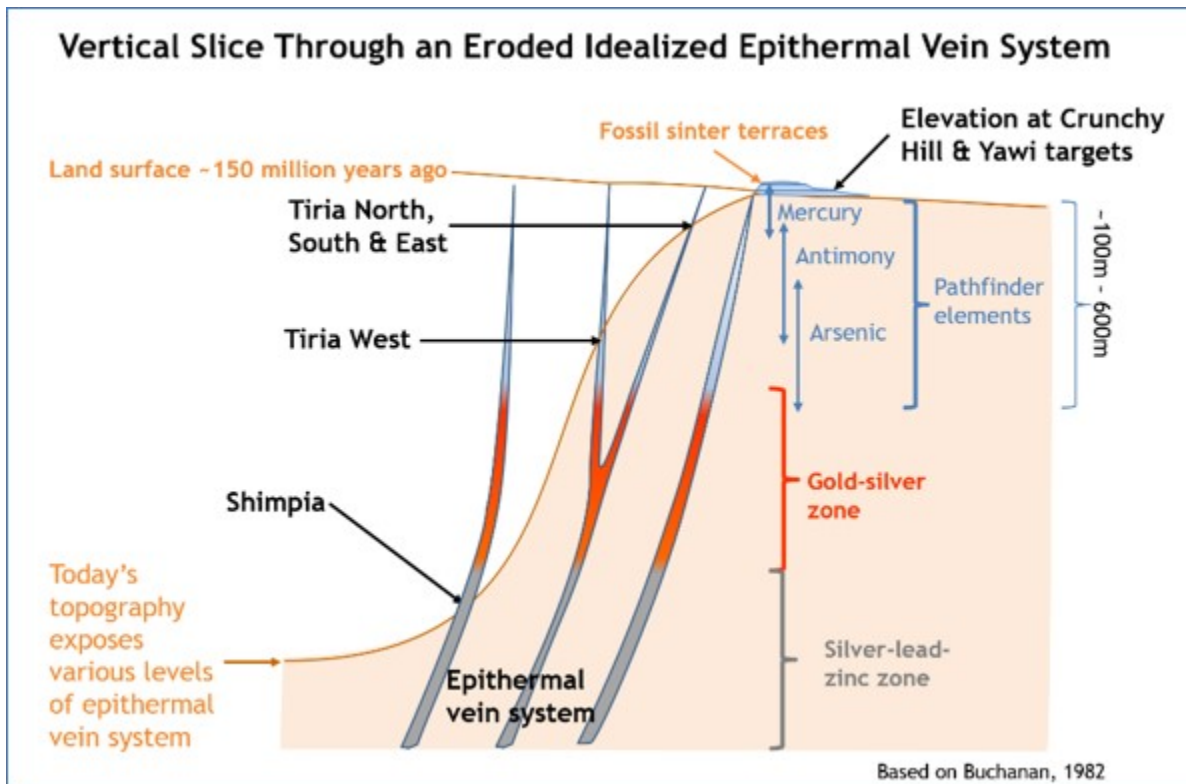 Vertical Slice Through an Eroded Idealized Epithermal Vein System
Fossil sinter terraces
Elevation at Crunchy
Hill & Yawi targets
Land surface ~150 million years ago
Tiria North,
South & East
Mercury
Antimony
Arsenic
Pathfinder
elements
~100m - 600m
Tiria West
Gold-silver
zone
Shimpia
Today's
topography
exposes
various levels
of epithermal
vein system
Epithermal
vein system
Silver-lead-
zinc zone
Based on Buchanan, 1982